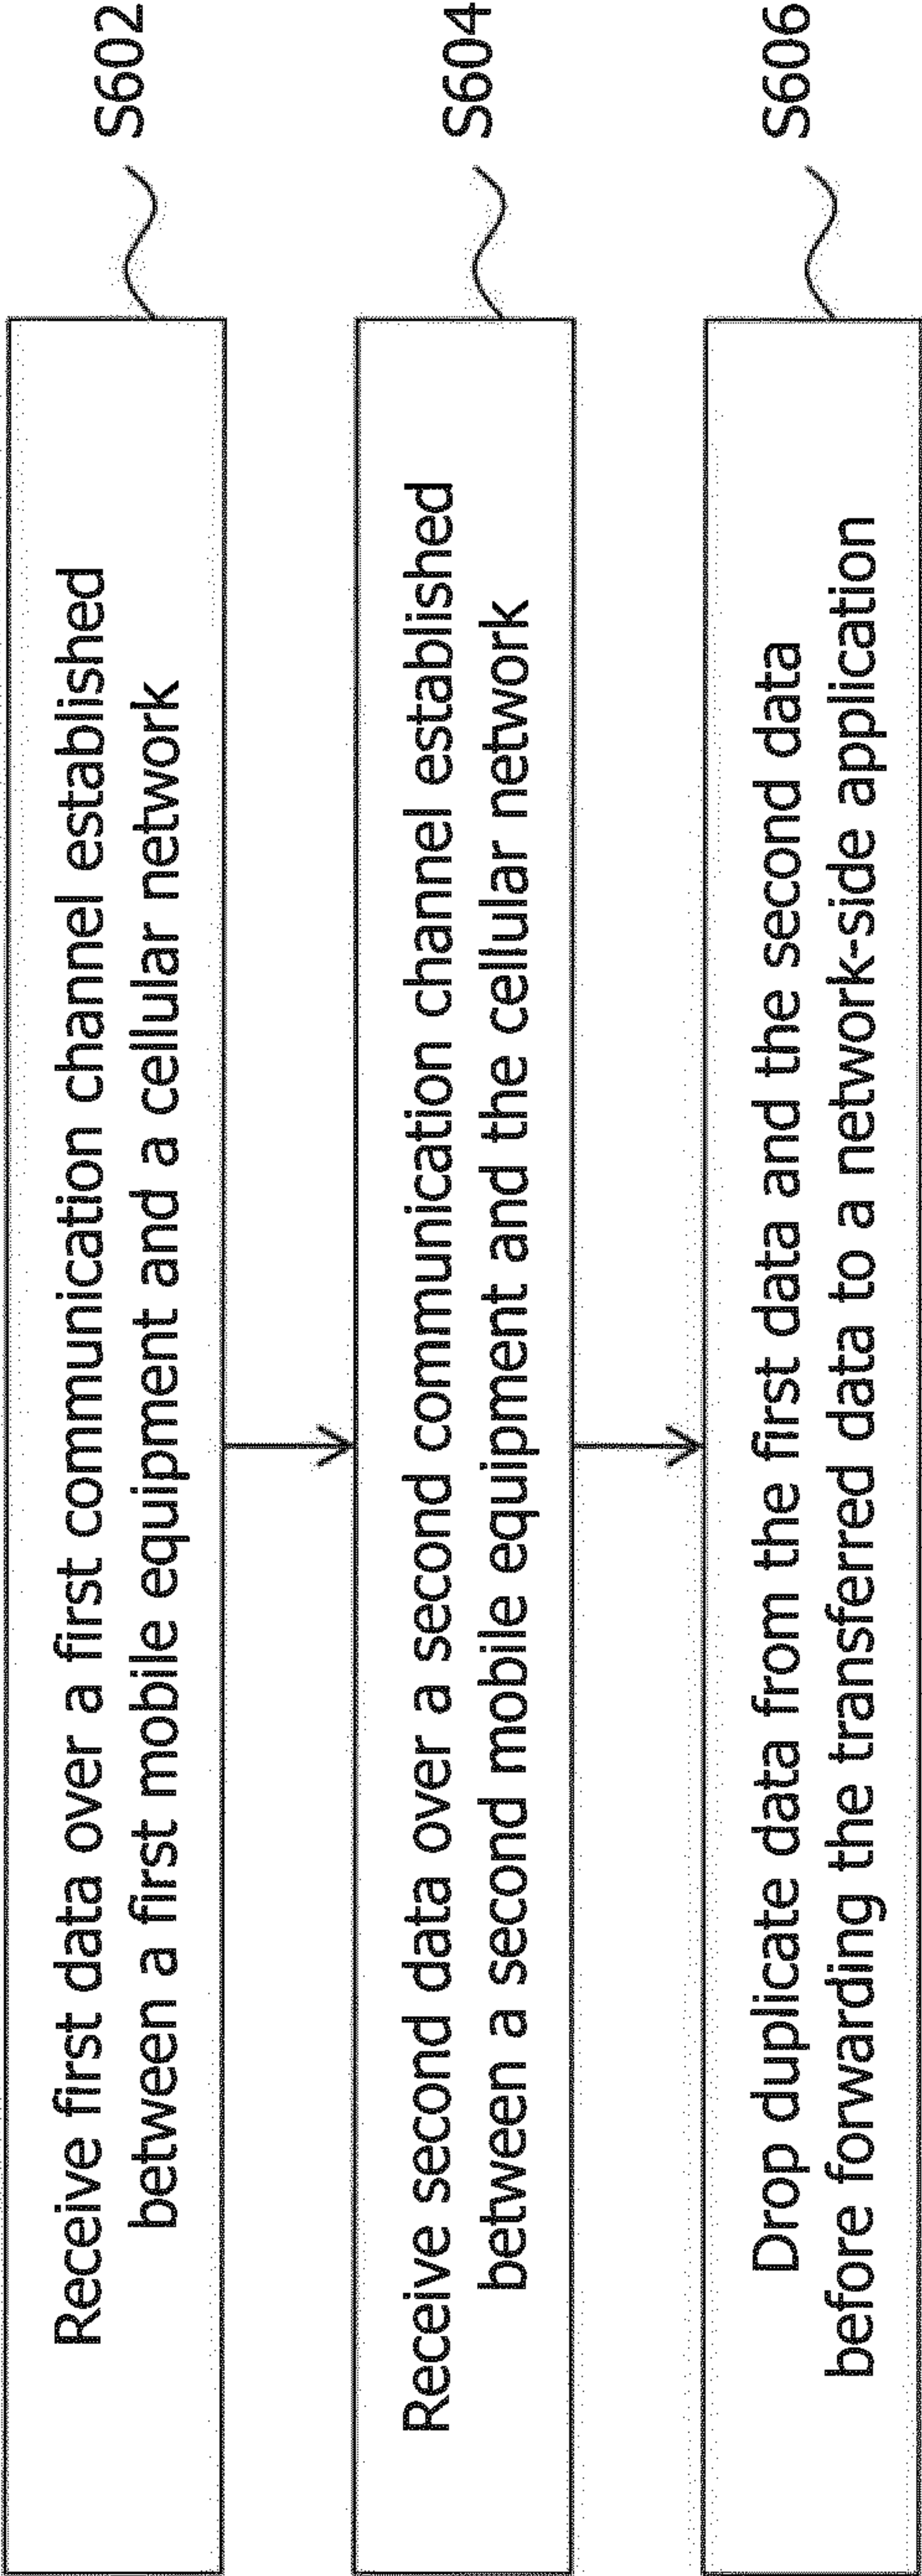 Receive first data over a first communication channel established
between a first mobile equipment and a cellular network
S602
Receive second data over a second communication channel established
between a second mobile equipment and the cellular network
S604
Drop duplicate data from the first data and the second data
before forwarding the transferred data to a network-side application
S606